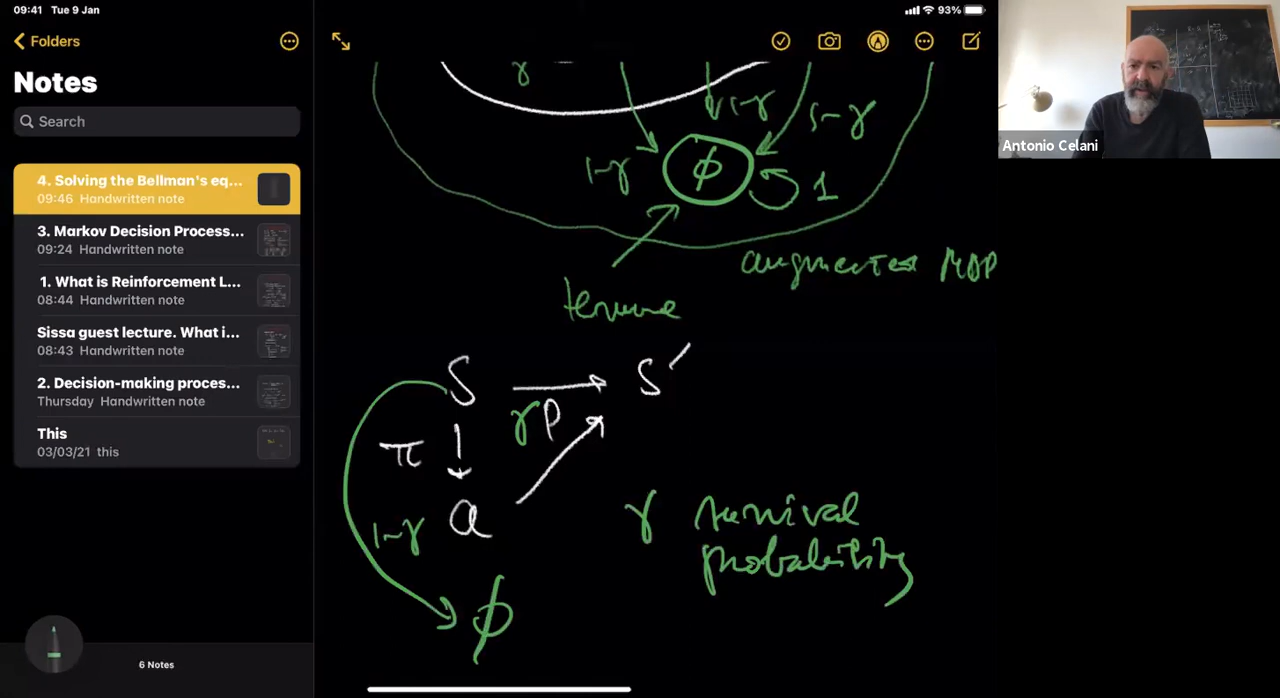 09:41 Tue 9 Jan
93%
Folders
Notes
Search
4. Solving the Bellman's eq...
09:46 Handwritten note
3. Markov Decision Process...
09:24 Handwritten note
1. What is Reinforcement L...
08:44 Handwritten note
Sissa guest lecture. What i...
08:43 Handwritten note
2. Decision-making proces...
Thursday Handwritten note
This
03/03/21 this
6 Notes
Antonio Celani
γ
1-γ
1-γ
1-γ
ϕ
1
augmented MDP
S
S′
γp
π
a
1-γ
ϕ
γ survival
probability